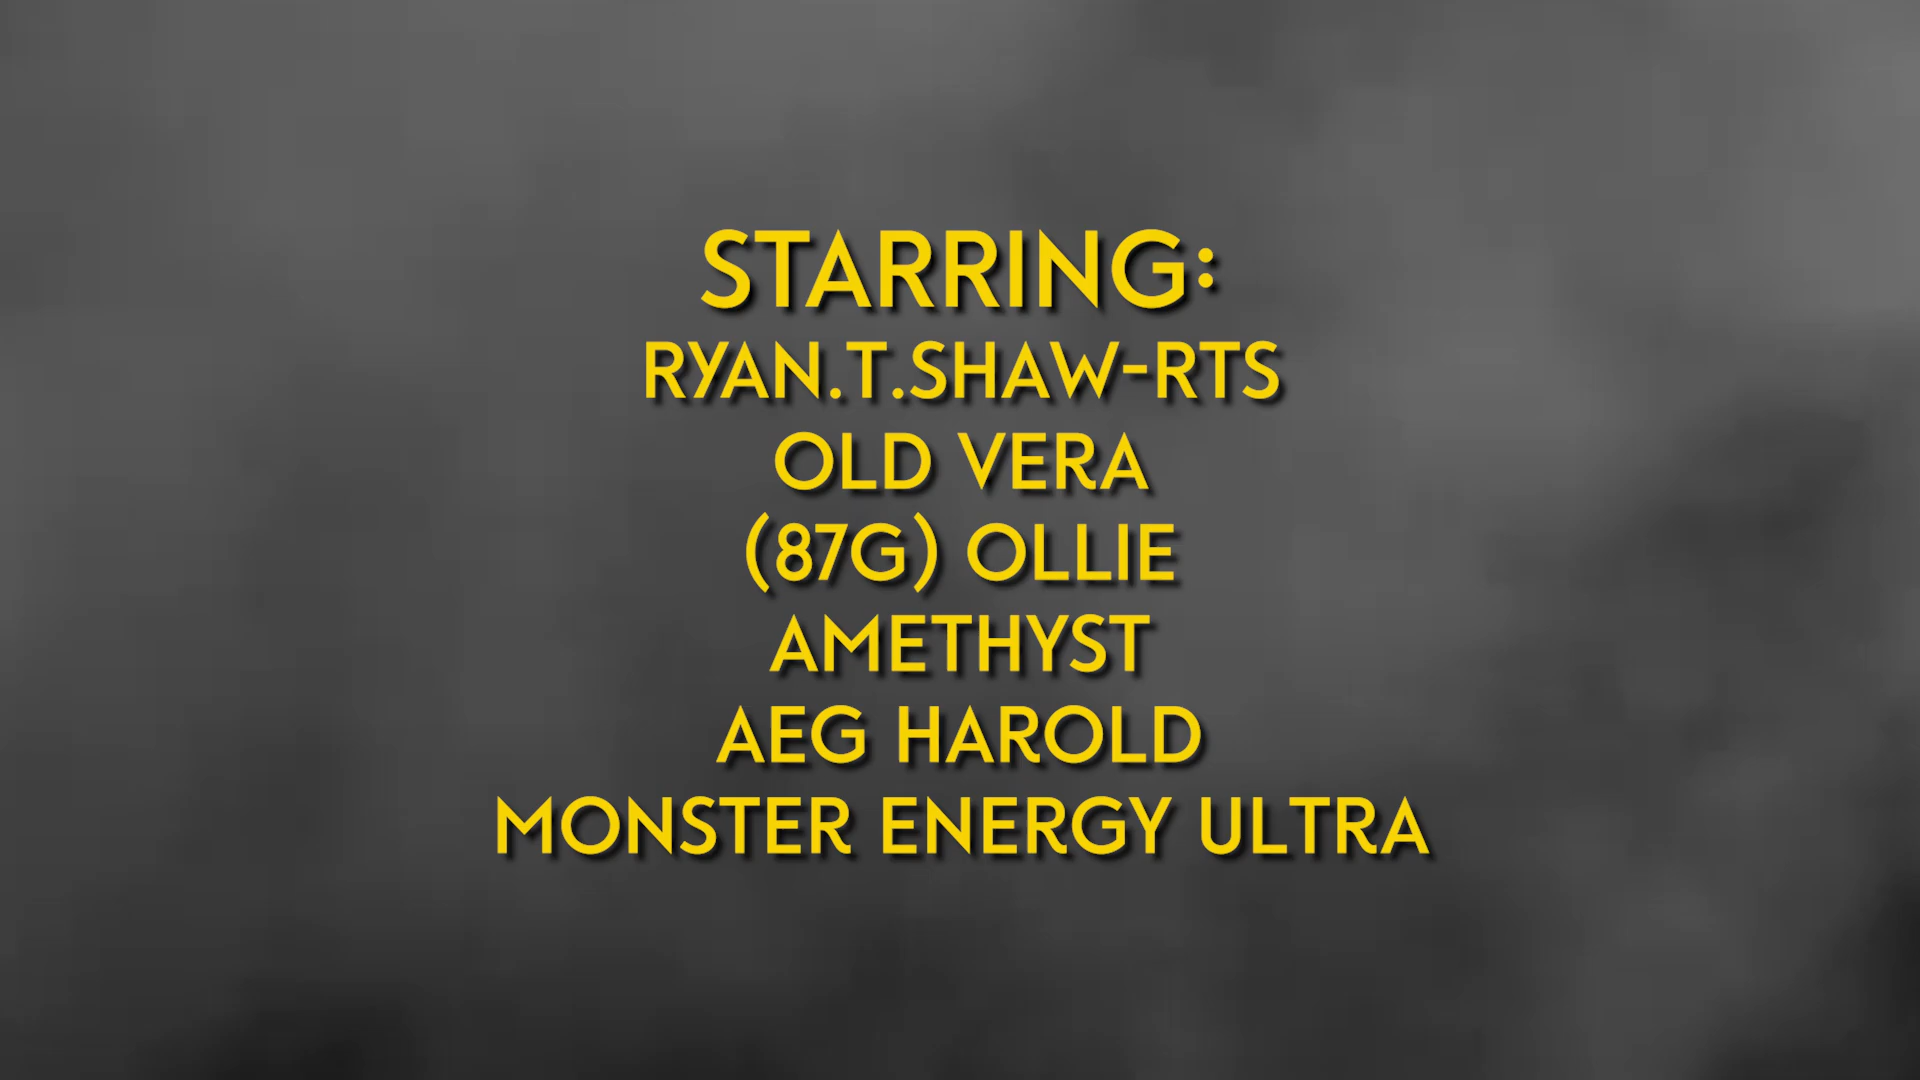 STARRING:
RYAN.T.SHAW-RTS
OLD VERA
(87G) OLLIE
AMETHYST
AEG HAROLD
MONSTER ENERGY ULTRA